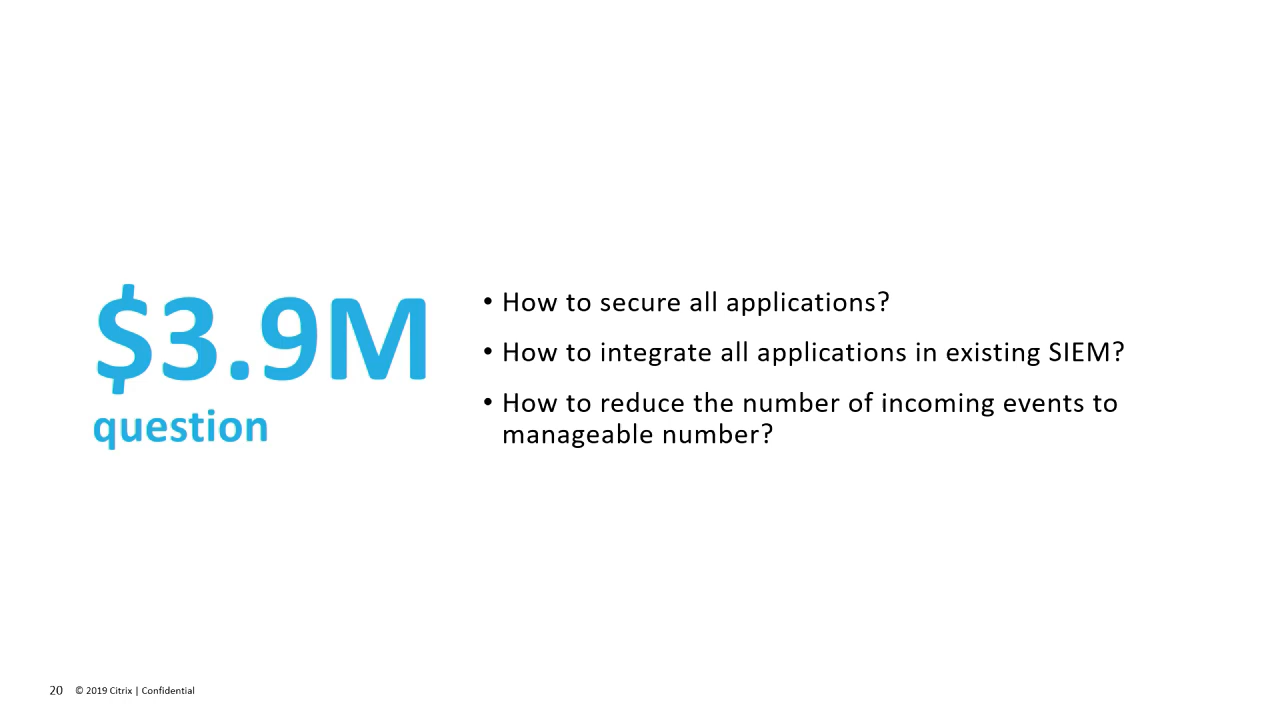 $3.9M
question
• How to secure all applications?
• How to integrate all applications in existing SIEM?
• How to reduce the number of incoming events to
manageable number?
20 © 2019 Citrix | Confidential